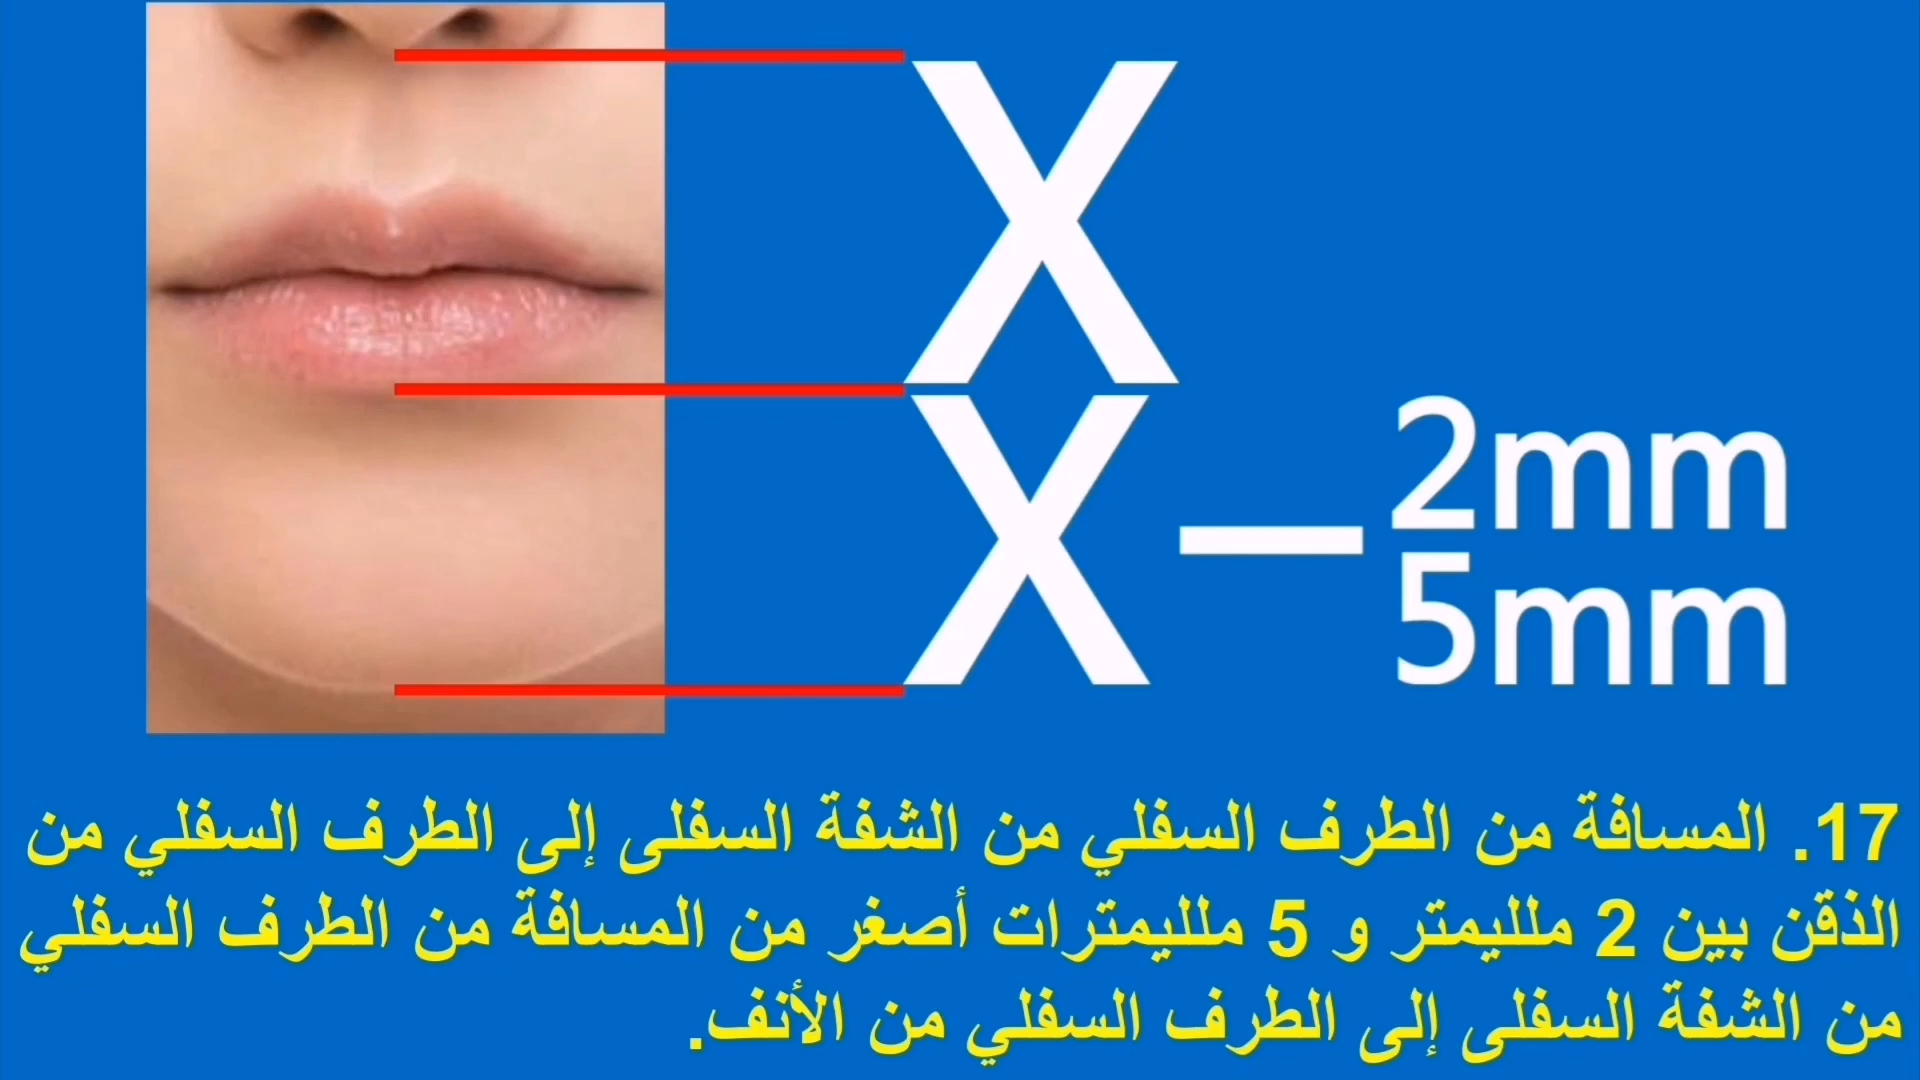 X
X – 2mm
5mm
17. المسافة من الطرف السفلي من الشفة السفلى إلى الطرف السفلي من
الذقن بين 2 ملليمتر و 5 ملليمترات أصغر من المسافة من الطرف السفلي
من الشفة السفلى إلى الطرف السفلي من الأنف.